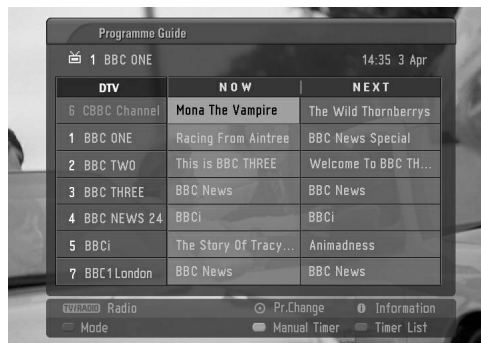 Programme Guide
1 BBC ONE 14:35 3 Apr
DTV NOW NEXT
6 CBBC Channel Mona The Vampire The Wild Thornberrys
1 BBC ONE Racing From Aintree BBC News Special
2 BBC TWO This is BBC THREE Welcome To BBC TH...
3 BBC THREE BBC News BBC News
4 BBC NEWS 24 BBCi BBCi
5 BBCi The Story Of Tracy... Animadness
7 BBC1 London BBC News BBC News
TV/RADIO Radio Pr.Change i Information
Mode Manual Timer Timer List